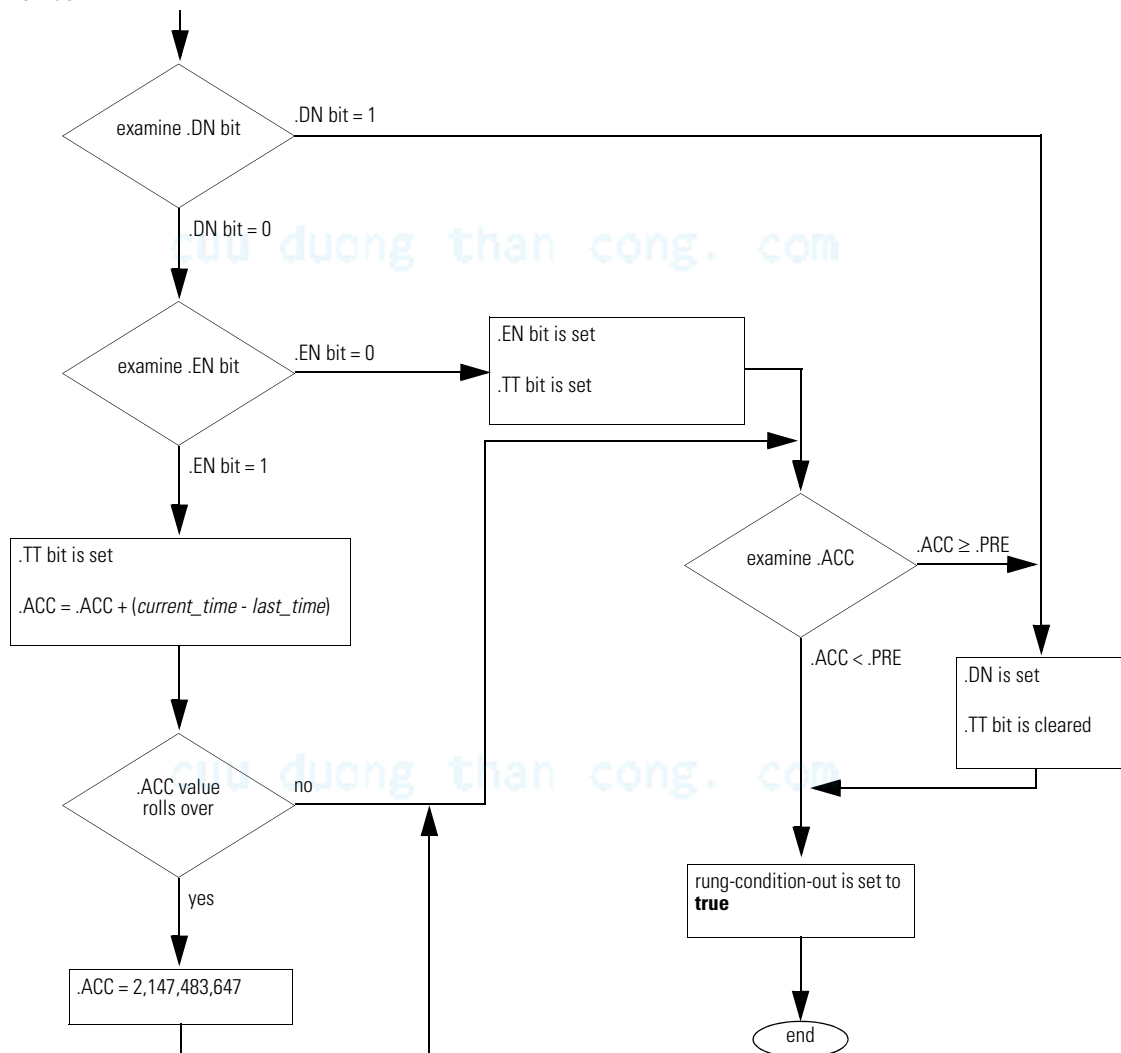 .DN bit = 1
examine .DN bit
.DN bit = 0
cuu duong than cong. com
.EN bit is set
.EN bit = 0
examine .EN bit
.TT bit is set
.EN bit = 1
.TT bit is set
.ACC ≥ .PRE
examine .ACC
.ACC = .ACC + (current_time - last_time)
.ACC < .PRE
.DN is set
.TT bit is cleared
cuu duong than cong. com
.ACC value
rolls over
no
rung-condition-out is set to
true
yes
.ACC = 2,147,483,647
end